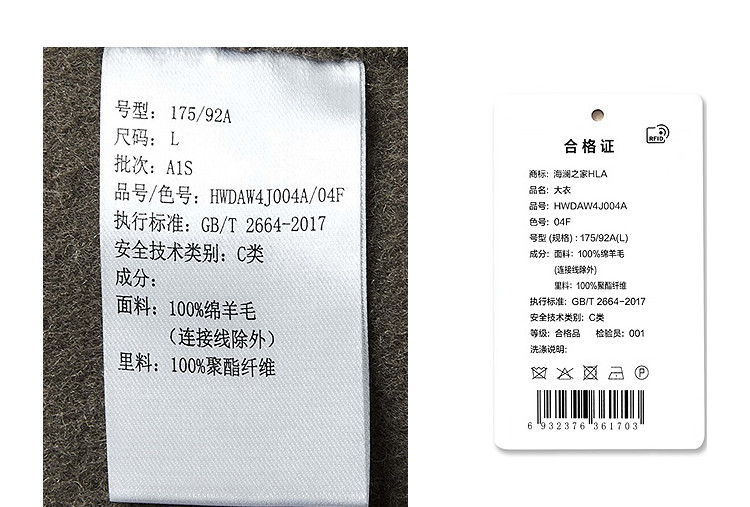 号型: 175/92A
尺码: L
批次: A1S
品号/色号: HWDAW4J004A/04F
执行标准: GB/T 2664-2017
安全技术类别: C类
成分:
面料: 100%绵羊毛
(连接线除外)
里料: 100%聚酯纤维
RFID
合格证
商标: 海澜之家HLA
品名: 大衣
品号: HWDAW4J004A
色号: 04F
号型 (规格) : 175/92A(L)
成分: 面料: 100%绵羊毛
(连接线除外)
里料: 100%聚酯纤维
执行标准: GB/T 2664-2017
安全技术类别: C类
等级: 合格品 检验员: 001
洗涤说明:
P
6 932376 361703